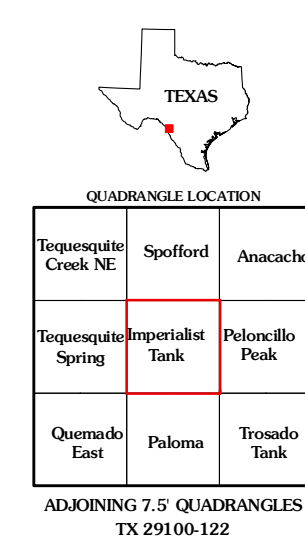 TEXAS
QUADRANGLE LOCATION
Tequesquite
Creek NE
Spofford
Anacacho
Tequesquite
Spring
Imperialist
Tank
Peloncillo
Peak
Quemado
East
Paloma
Trosado
Tank
ADJOINING 7.5' QUADRANGLES
TX 29100-122